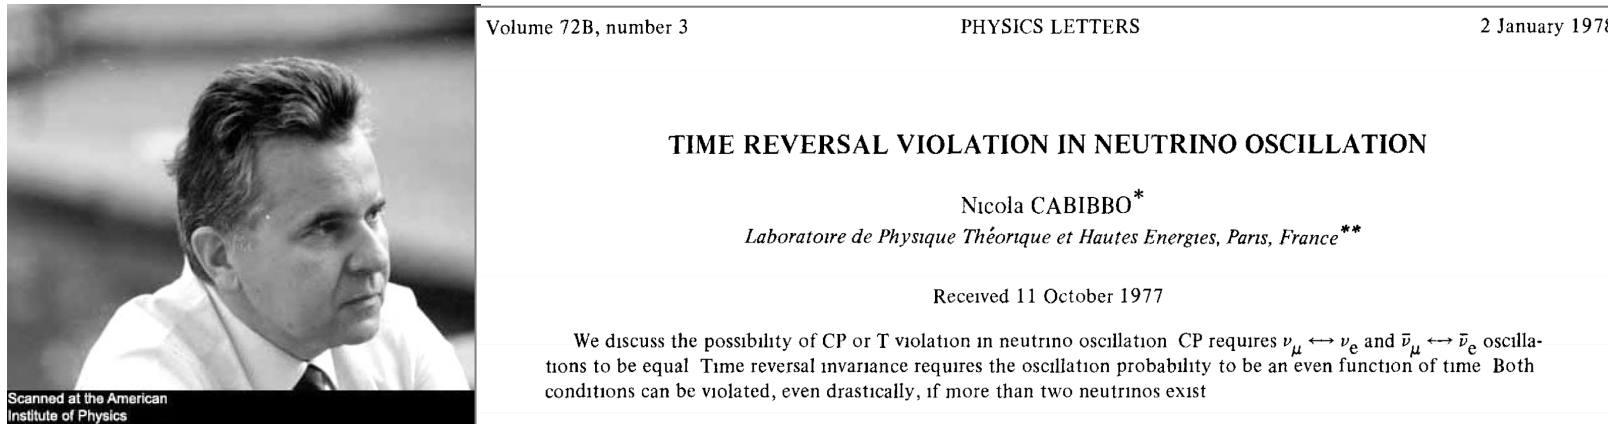 Scanned at the American
Institute of Physics
Volume 72B, number 3 PHYSICS LETTERS 2 January 1978
TIME REVERSAL VIOLATION IN NEUTRINO OSCILLATION
Nicola CABIBBO*
Laboratoire de Physique Théorique et Hautes Energies, Paris, France**
Received 11 October 1977
We discuss the possibility of CP or T violation in neutrino oscillation CP requires ν_μ ↔ ν_e and ν̄_μ ↔ ν̄_e oscilla-
tions to be equal Time reversal invariance requires the oscillation probability to be an even function of time Both
conditions can be violated, even drastically, if more than two neutrinos exist